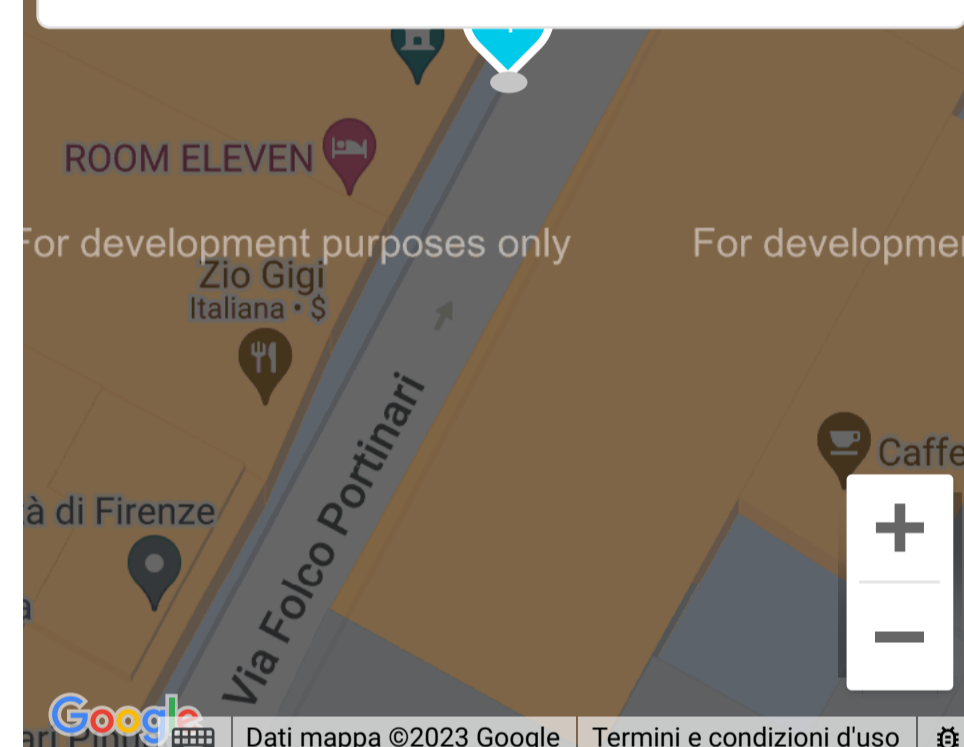 ROOM ELEVEN
For development purposes only
For developmen
Zio Gigi
Italiana • $
Via Folco Portinari
Caffe
à di Firenze
Google
Dati mappa ©2023 Google
Termini e condizioni d'uso